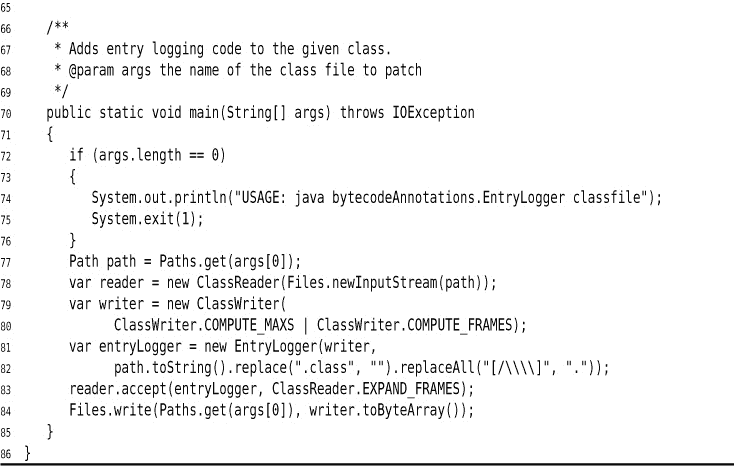 65
66    /**
67     * Adds entry logging code to the given class.
68     * @param args the name of the class file to patch
69     */
70    public static void main(String[] args) throws IOException
71    {
72       if (args.length == 0)
73       {
74          System.out.println("USAGE: java bytecodeAnnotations.EntryLogger classfile");
75          System.exit(1);
76       }
77       Path path = Paths.get(args[0]);
78       var reader = new ClassReader(Files.newInputStream(path));
79       var writer = new ClassWriter(
80             ClassWriter.COMPUTE_MAXS | ClassWriter.COMPUTE_FRAMES);
81       var entryLogger = new EntryLogger(writer,
82             path.toString().replace(".class", "").replaceAll("[/\\\\]", "."));
83       reader.accept(entryLogger, ClassReader.EXPAND_FRAMES);
84       Files.write(Paths.get(args[0]), writer.toByteArray());
85    }
86 }